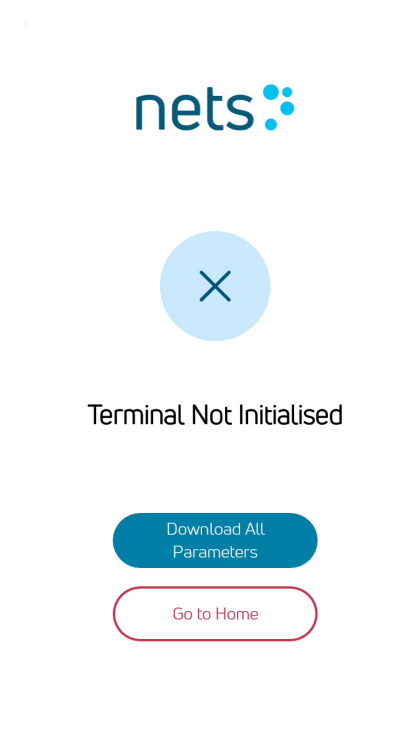 nets
Terminal Not Initialised
Download All
Parameters
Go to Home